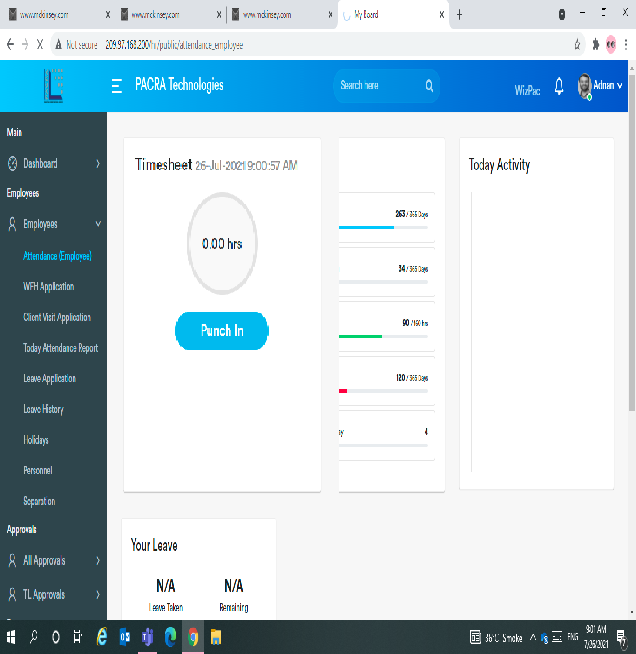 www.mckinsey.com
www.mckinsey.com
www.mckinsey.com
My Board
Not secure 209.97.168.200/hr/public/attendance_employee
PACRA Technologies
Search here
WizPac
Adnan
Main
Dashboard
Employees
Employees
Attendance (Employee)
WFH Application
Client Visit Application
Today Attendance Report
Leave Application
Leave History
Holidays
Personnel
Separation
Approvals
All Approvals
TL Approvals
Timesheet 26-Jul-2021 9:00:57 AM
0.00 hrs
Punch In
263 / 365 Days
34 / 365 Days
90 / 160 hrs
120 / 365 Days
ay 4
Today Activity
Your Leave
N/A N/A
Leave Taken Remaining
36°C Smoke ENG 9:01 AM
7/26/2021